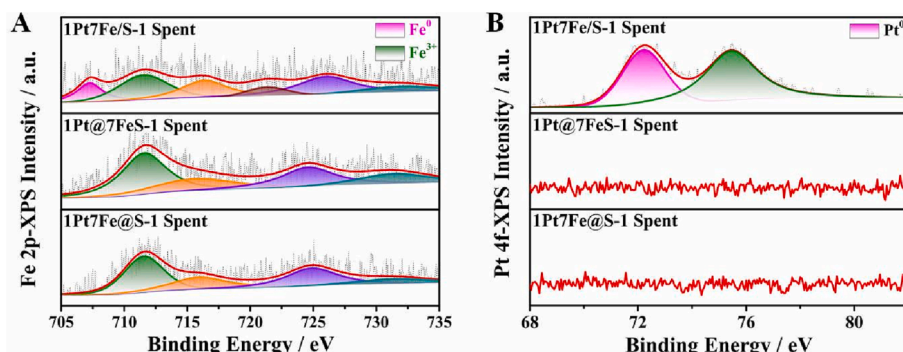 A
1Pt7Fe/S-1 Spent
Fe⁰
Fe³⁺
1Pt@7FeS-1 Spent
1Pt7Fe@S-1 Spent
Fe 2p-XPS Intensity / a.u.
705 710 715 720 725 730 735
Binding Energy / eV
B
1Pt7Fe/S-1 Spent
Pt⁰
1Pt@7FeS-1 Spent
1Pt7Fe@S-1 Spent
Pt 4f-XPS Intensity / a.u.
68 72 76 80
Binding Energy / eV